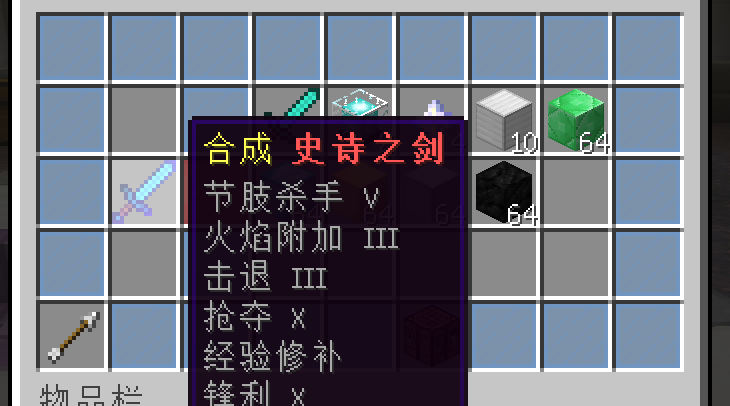 10
64
合成 史诗之剑
节肢杀手 V
火焰附加 III
64
击退 III
抢夺 X
经验修补
锋利 X
物品栏